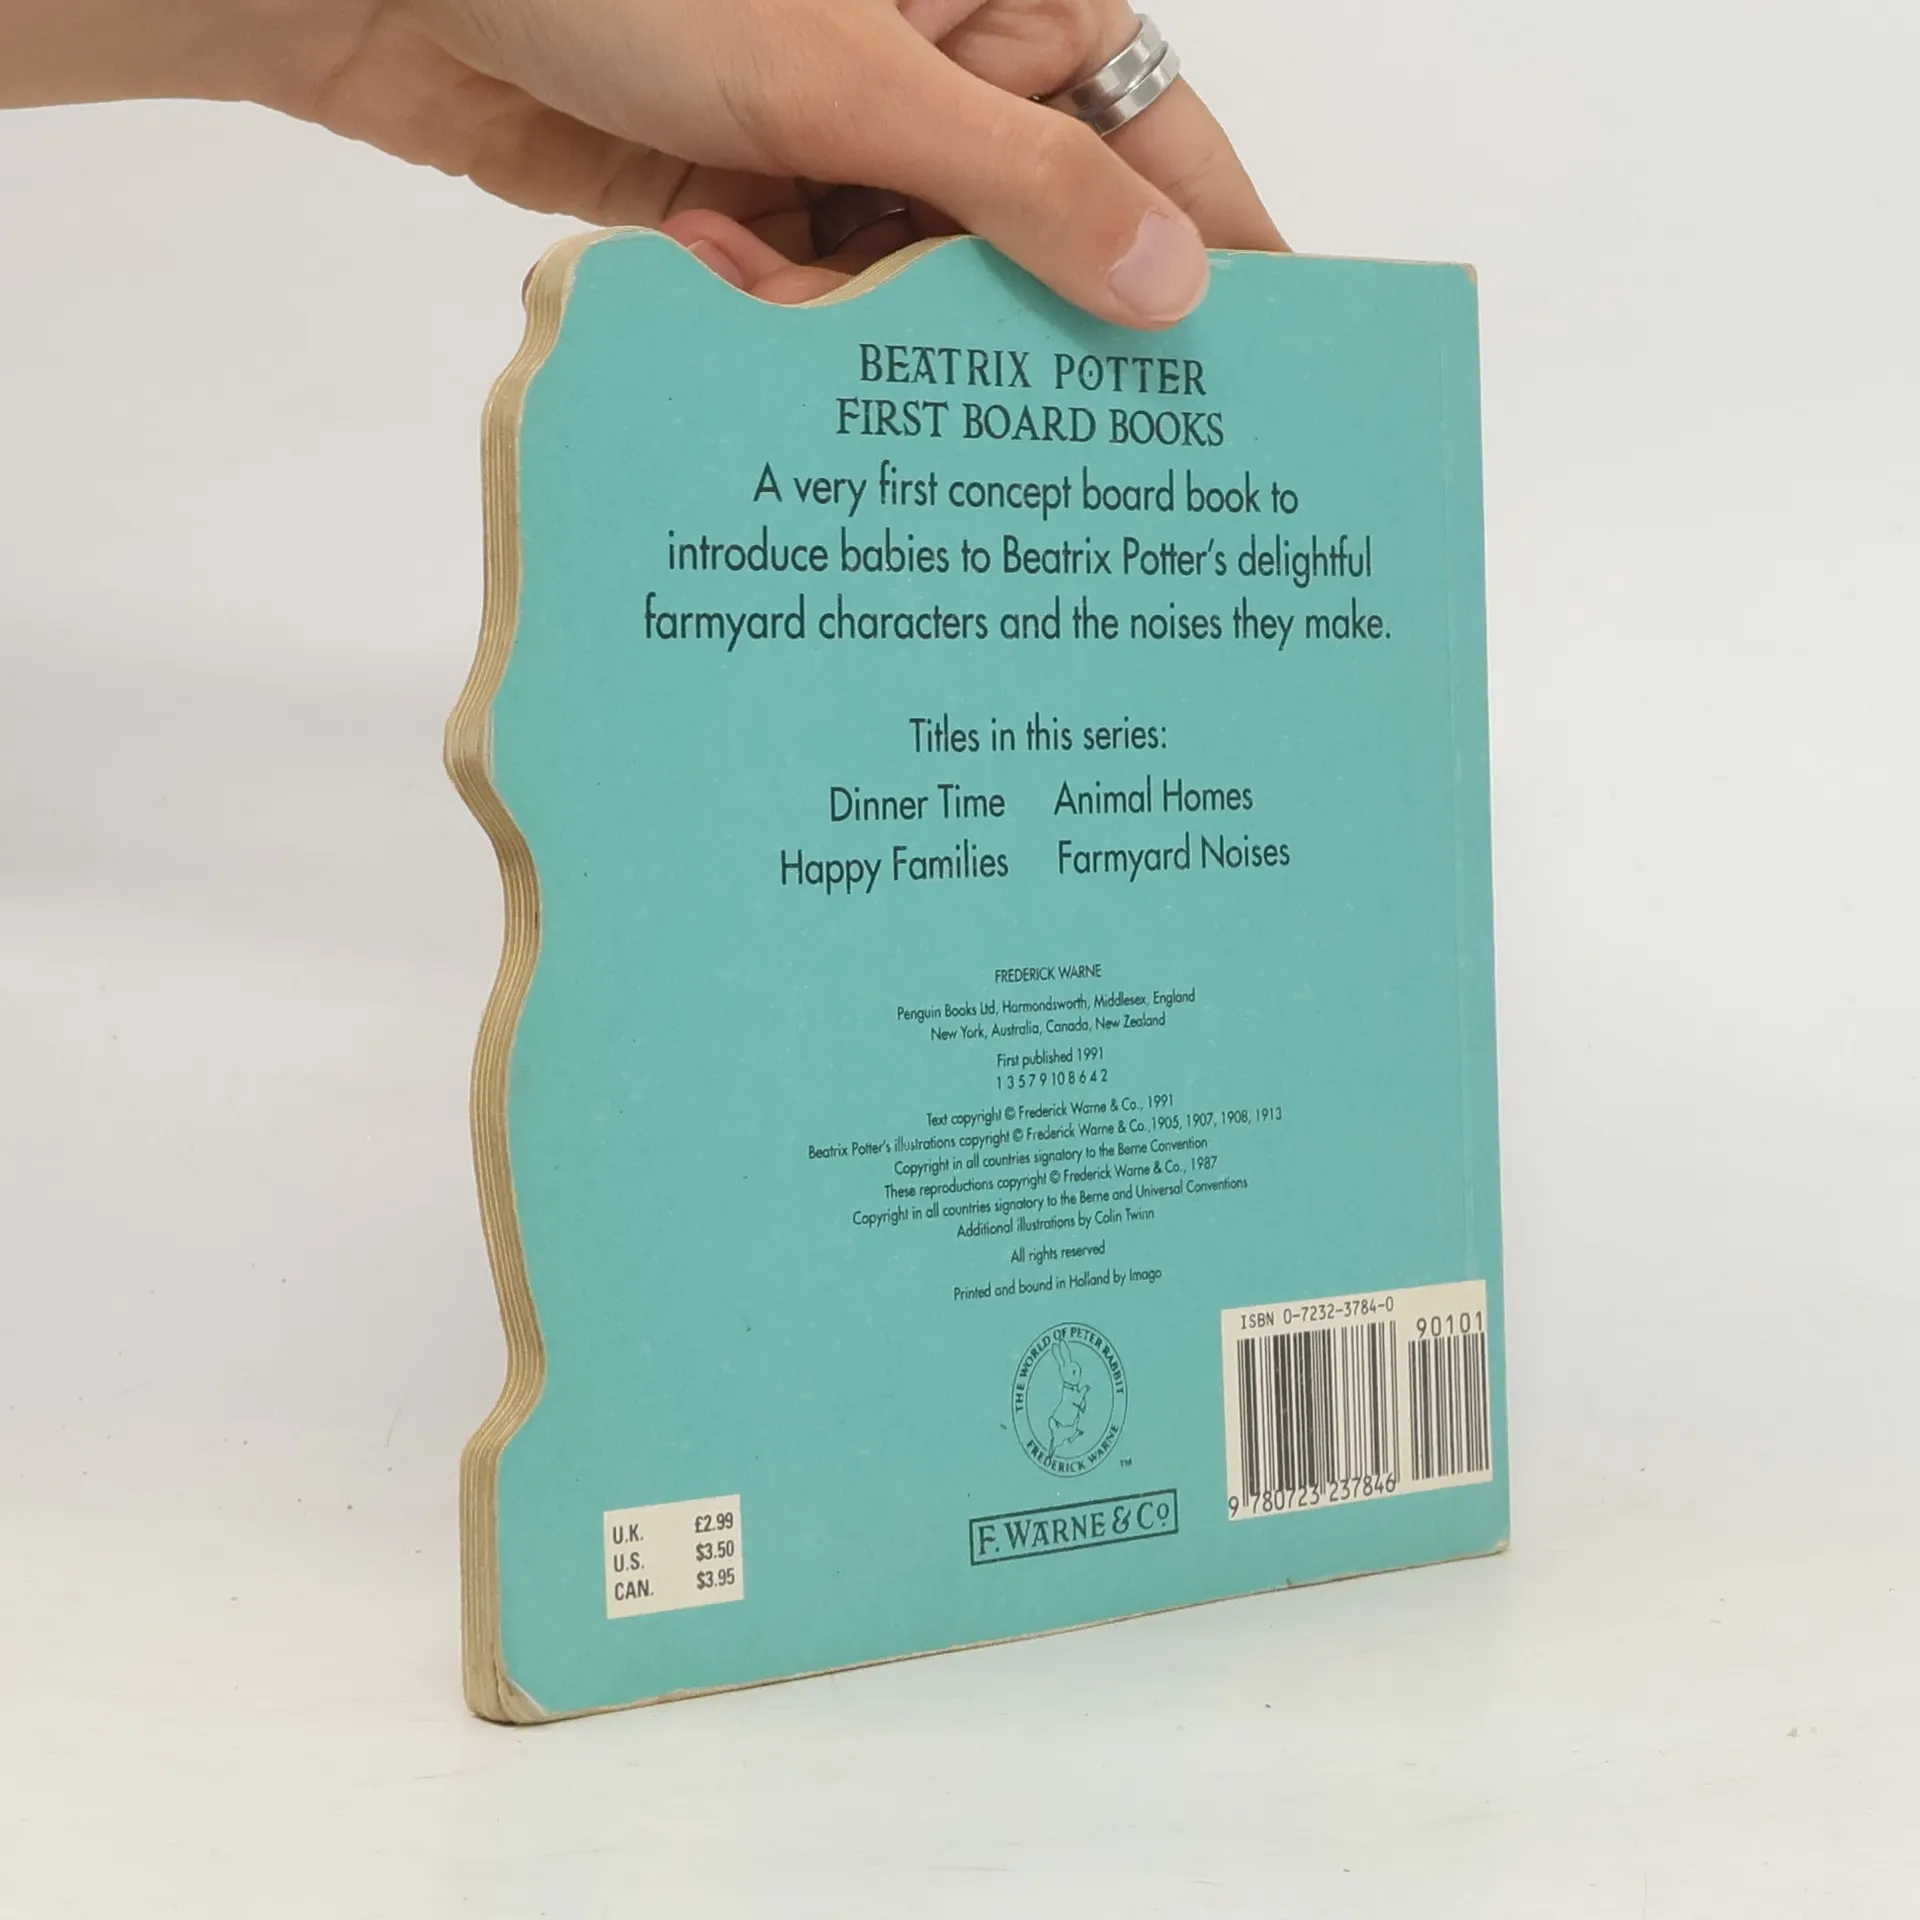 BEATRIX POTTER
FIRST BOARD BOOKS
A very first concept board book to
introduce babies to Beatrix Potter's delightful
farmyard characters and the noises they make.
Titles in this series:
Dinner Time Animal Homes
Happy Families Farmyard Noises
FREDERICK WARNE
Penguin Books Ltd, Harmondsworth, Middlesex, England
New York, Australia, Canada, New Zealand
First published 1991
1 3 5 7 9 10 8 6 4 2
Text copyright © Frederick Warne & Co., 1991
Beatrix Potter's illustrations copyright © Frederick Warne & Co., 1905, 1907, 1908, 1913
Copyright in all countries signatory to the Berne Convention
These reproductions copyright © Frederick Warne & Co., 1987
Copyright in all countries signatory to the Berne and Universal Conventions
Additional illustrations by Colin Twinn
All rights reserved
Printed and bound in Holland by Imago
THE WORLD OF PETER RABBIT
FREDERICK WARNE
TM
F. WARNE & Co
ISBN 0-7232-3784-0
90101
9 780723 237846
U.K. £2.99
U.S. $3.50
CAN. $3.95